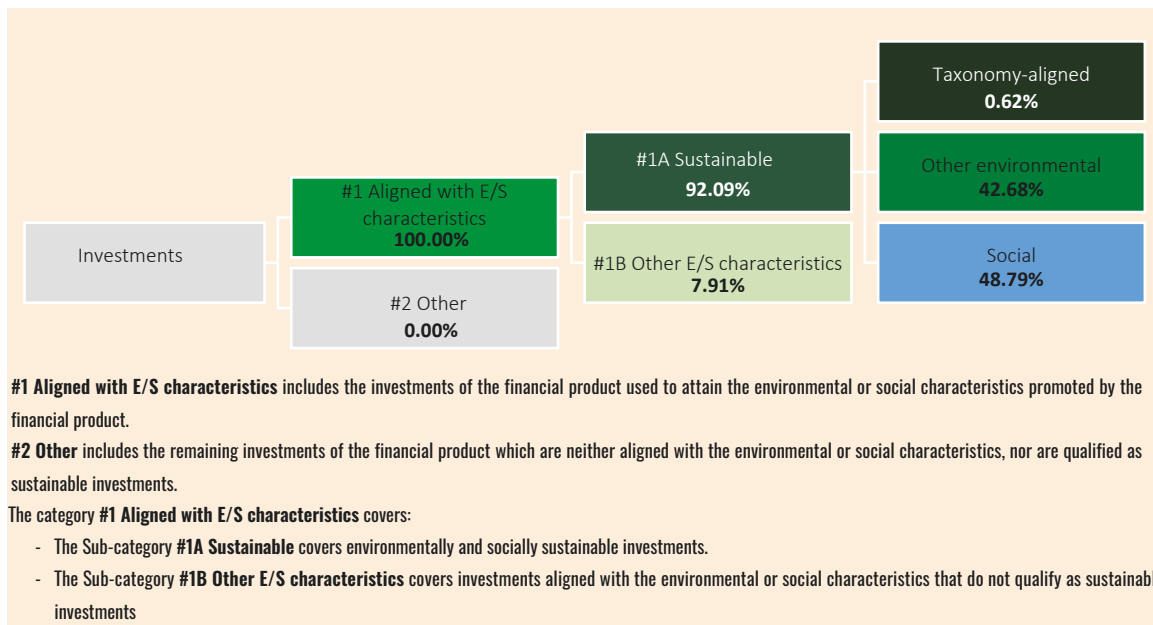 Taxonomy-aligned
0.62%
#1A Sustainable
92.09%
Other environmental
42.68%
#1 Aligned with E/S
characteristics
100.00%
Investments
#1B Other E/S characteristics
7.91%
Social
48.79%
#2 Other
0.00%
#1 Aligned with E/S characteristics includes the investments of the financial product used to attain the environmental or social characteristics promoted by the
financial product.
#2 Other includes the remaining investments of the financial product which are neither aligned with the environmental or social characteristics, nor are qualified as
sustainable investments.
The category #1 Aligned with E/S characteristics covers:
- The Sub-category #1A Sustainable covers environmentally and socially sustainable investments.
- The Sub-category #1B Other E/S characteristics covers investments aligned with the environmental or social characteristics that do not qualify as sustainabl
investments